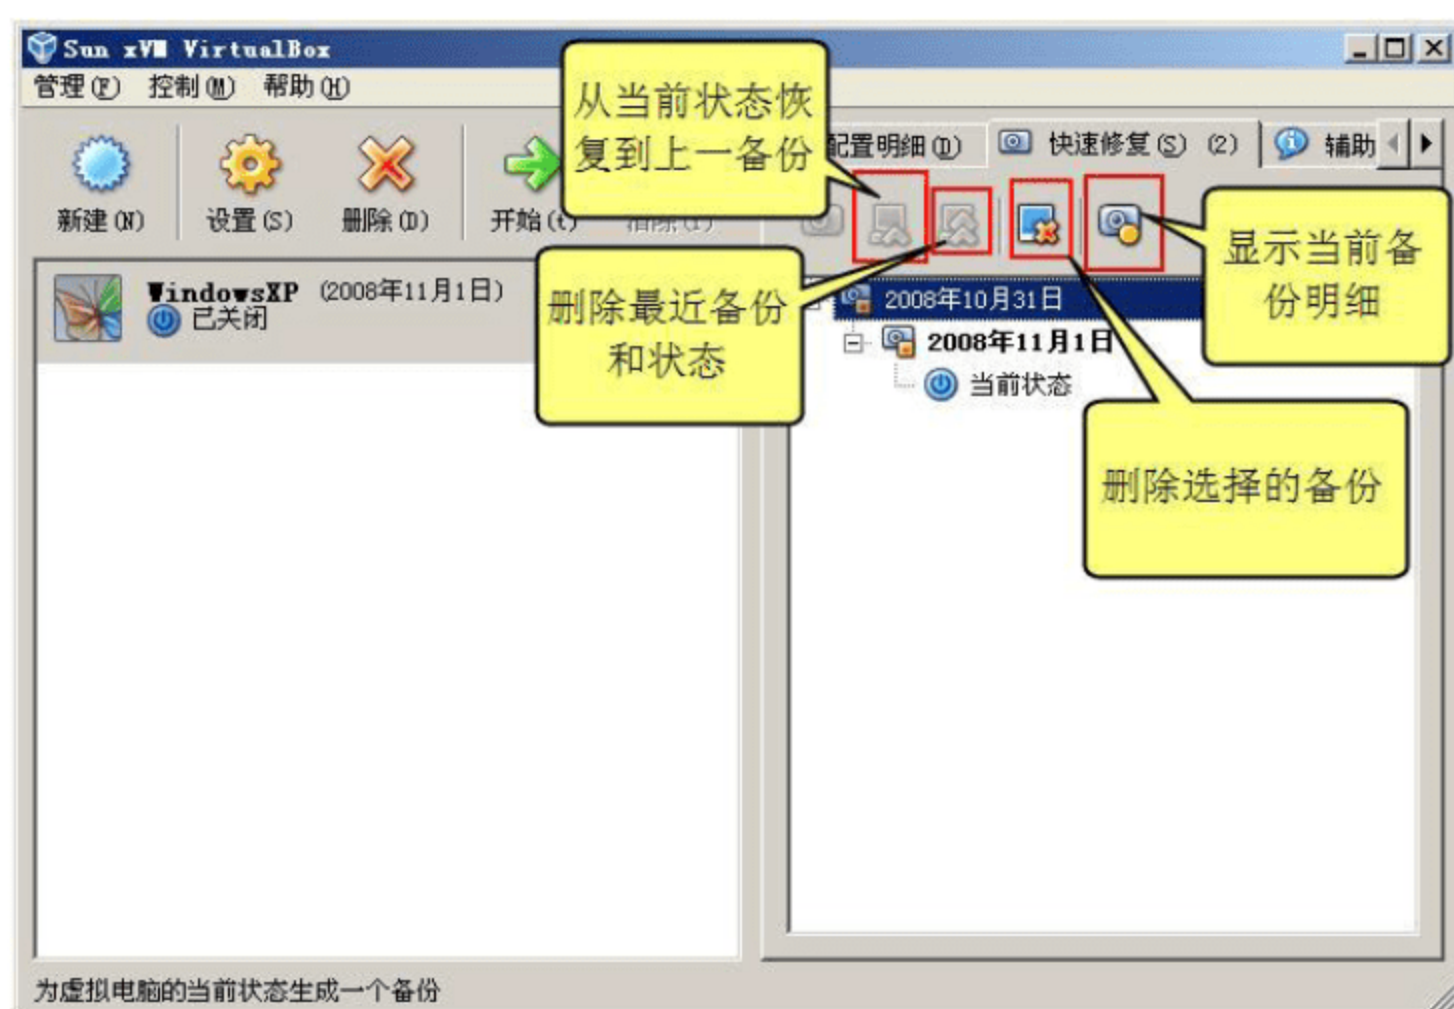 Sun xVM VirtualBox
管理(F) 控制(M) 帮助(H)
从当前状态恢
复到上一备份
配置明细(D) 快速修复(S) (2) 辅助
新建(N) 设置(S) 删除(D) 开始(t)
显示当前备
份明细
WindowsXP (2008年11月1日)
已关闭
删除最近备份
和状态
2008年10月31日
2008年11月1日
当前状态
删除选择的备份
为虚拟电脑的当前状态生成一个备份